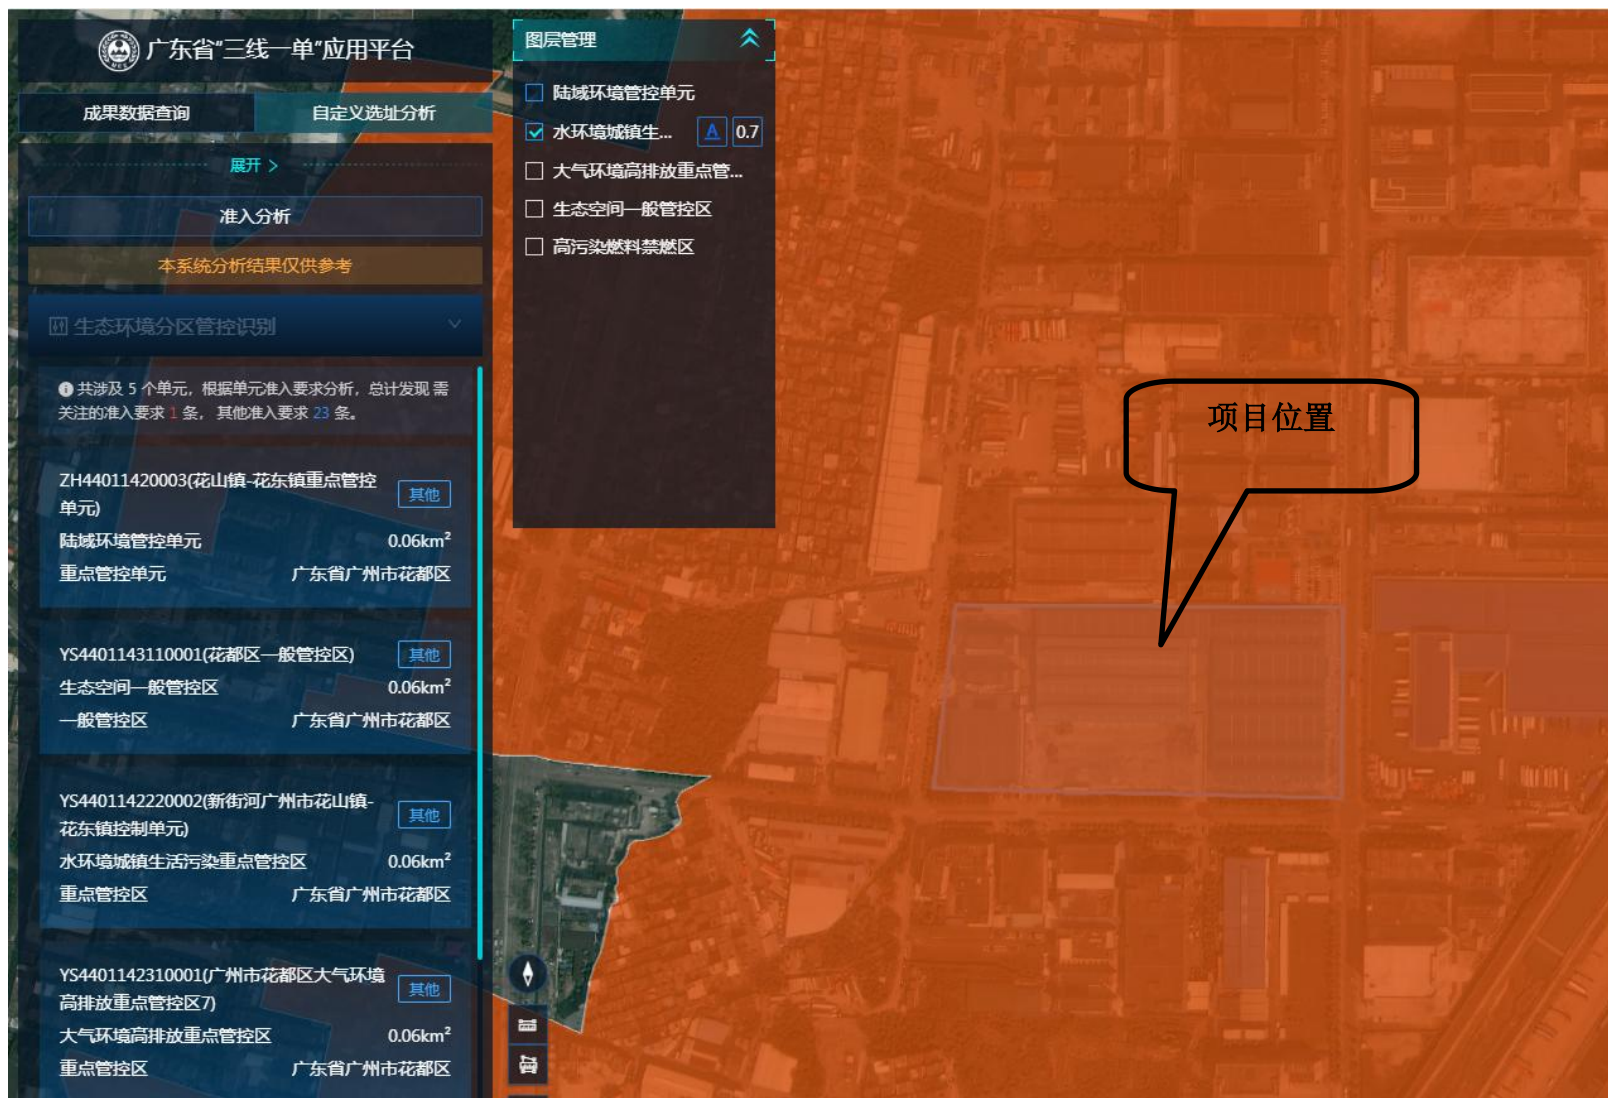 广东省"三线一单"应用平台
成果数据查询
自定义选址分析
展开 >
准入分析
本系统分析结果仅供参考
生态环境分区管控识别
共涉及 5 个单元，根据单元准入要求分析，总计发现 需
关注的准入要求 1 条， 其他准入要求 23 条。
ZH44011420003(花山镇-花东镇重点管控
单元)
其他
陆域环境管控单元 0.06km²
重点管控单元 广东省广州市花都区
YS4401143110001(花都区一般管控区)
其他
生态空间一般管控区 0.06km²
一般管控区 广东省广州市花都区
YS4401142220002(新街河广州市花山镇-
花东镇控制单元)
其他
水环境城镇生活污染重点管控区 0.06km²
重点管控区 广东省广州市花都区
YS4401142310001(广州市花都区大气环境
高排放重点管控区7)
其他
大气环境高排放重点管控区 0.06km²
重点管控区 广东省广州市花都区
图层管理
陆域环境管控单元
水环境城镇生... A 0.7
大气环境高排放重点管...
生态空间一般管控区
高污染燃料禁燃区
项目位置